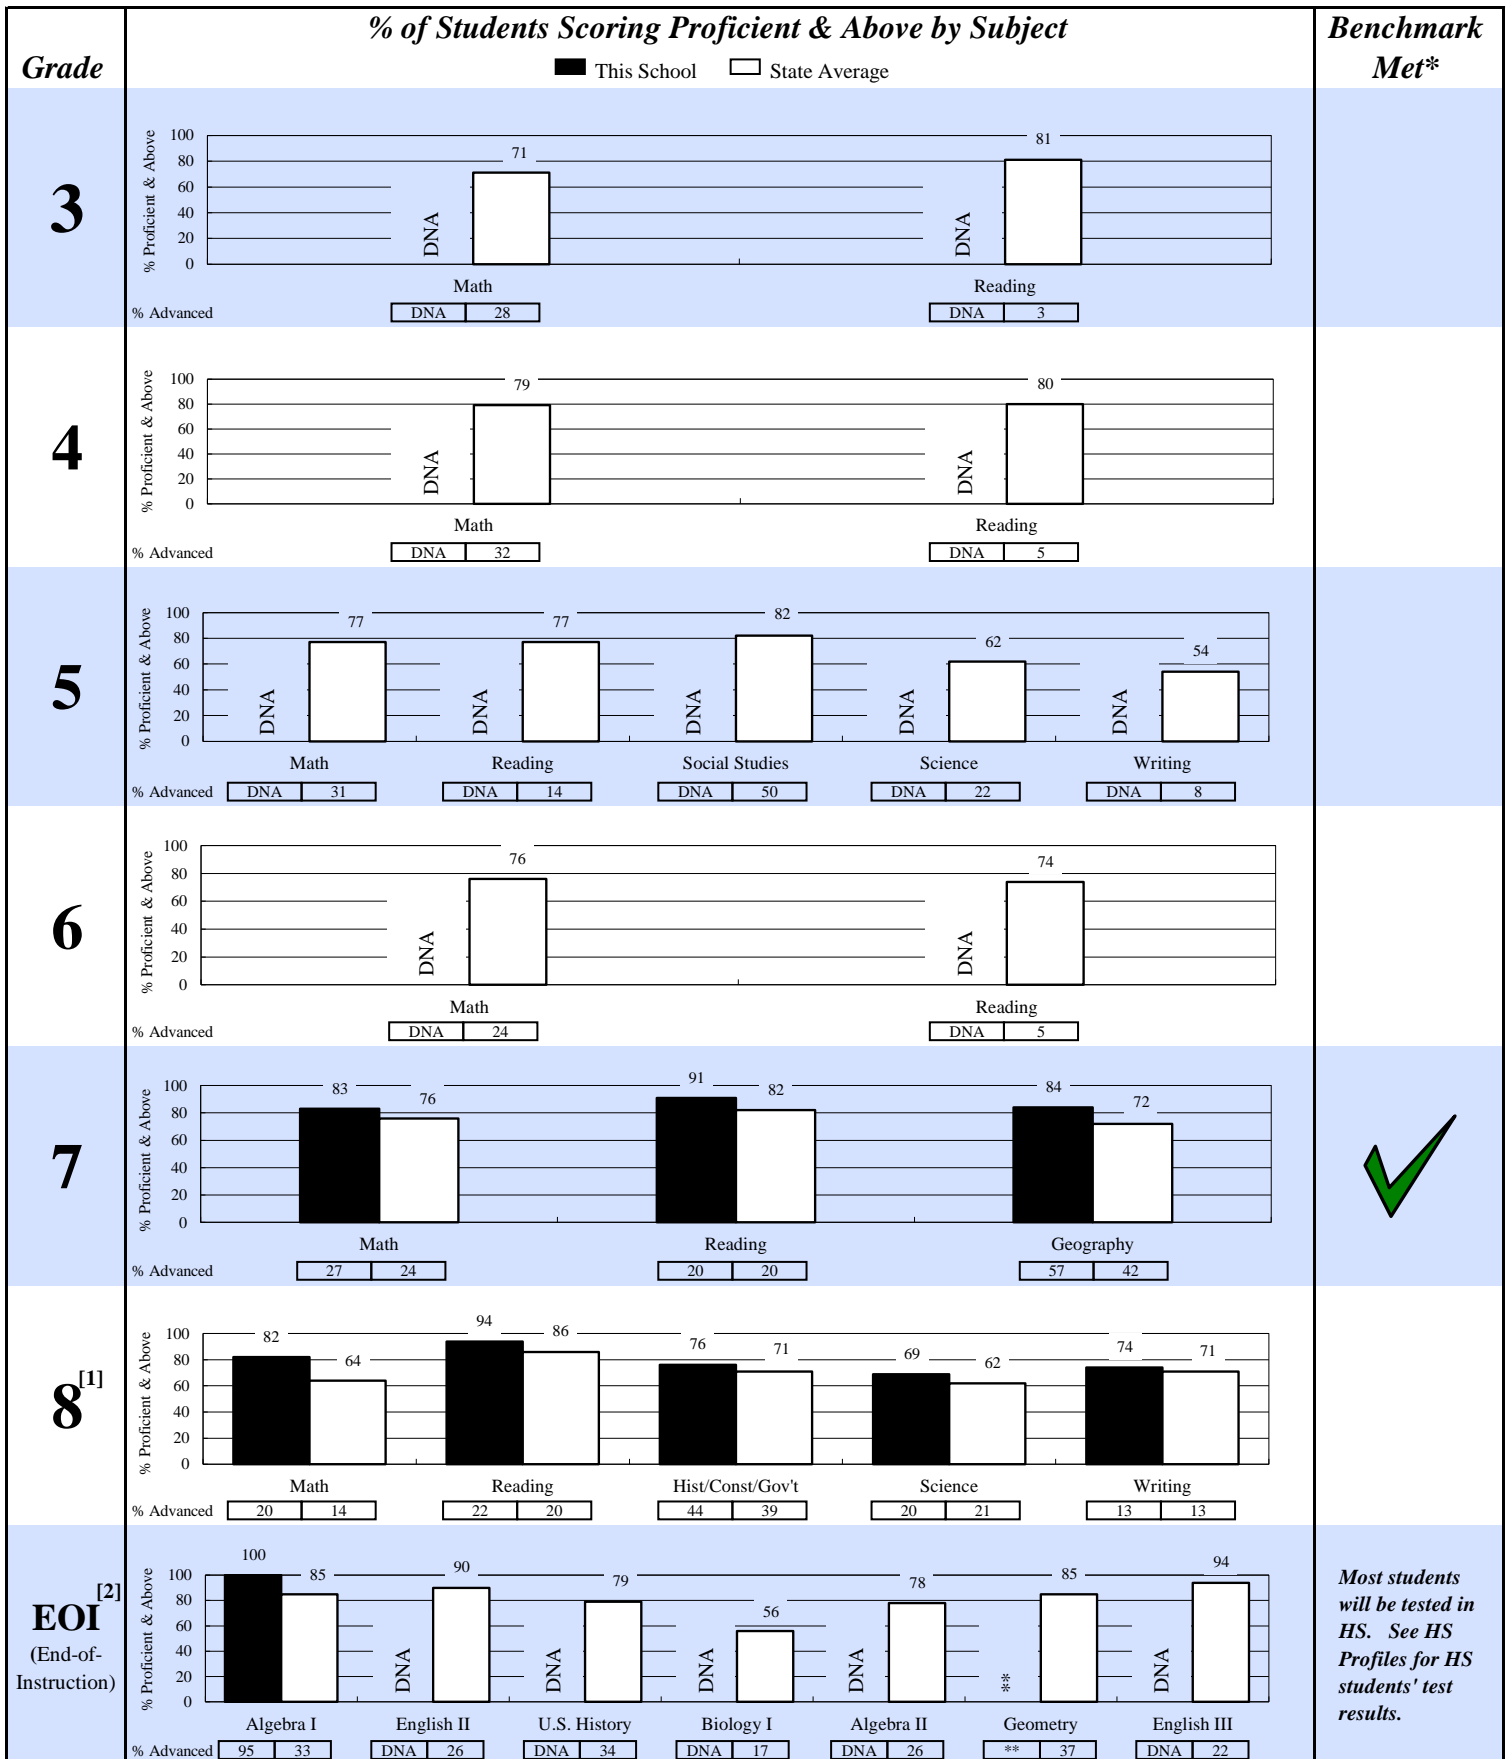 % of Students Scoring Proficient & Above by Subject
Benchmark
Met*
Grade
This School State Average
3
% Proficient & Above
100
80
60
40
20
0
DNA 71
DNA 81
Math Reading
% Advanced DNA 28 DNA 3
4
% Proficient & Above
100
80
60
40
20
0
DNA 79
DNA 80
Math Reading
% Advanced DNA 32 DNA 5
5
% Proficient & Above
100
80
60
40
20
0
DNA 77
DNA 77
DNA 82
DNA 62
DNA 54
Math Reading Social Studies Science Writing
% Advanced DNA 31 DNA 14 DNA 50 DNA 22 DNA 8
6
% Proficient & Above
100
80
60
40
20
0
DNA 76
DNA 74
Math Reading
% Advanced DNA 24 DNA 5
7
% Proficient & Above
100
80
60
40
20
0
83 76
91 82
84 72
Math Reading Geography
% Advanced 27 24 20 20 57 42
8[1]
% Proficient & Above
100
80
60
40
20
0
82 64
94 86
76 71
69 62
74 71
Math Reading Hist/Const/Gov't Science Writing
% Advanced 20 14 22 20 44 39 20 21 13 13
EOI[2]
(End-of-
Instruction)
% Proficient & Above
100
80
60
40
20
0
100 85
DNA 90
DNA 79
DNA 56
DNA 78
** 85
DNA 94
Algebra I English II U.S. History Biology I Algebra II Geometry English III
% Advanced 95 33 DNA 26 DNA 34 DNA 17 DNA 26 ** 37 DNA 22
Most students
will be tested in
HS. See HS
Profiles for HS
students' test
results.